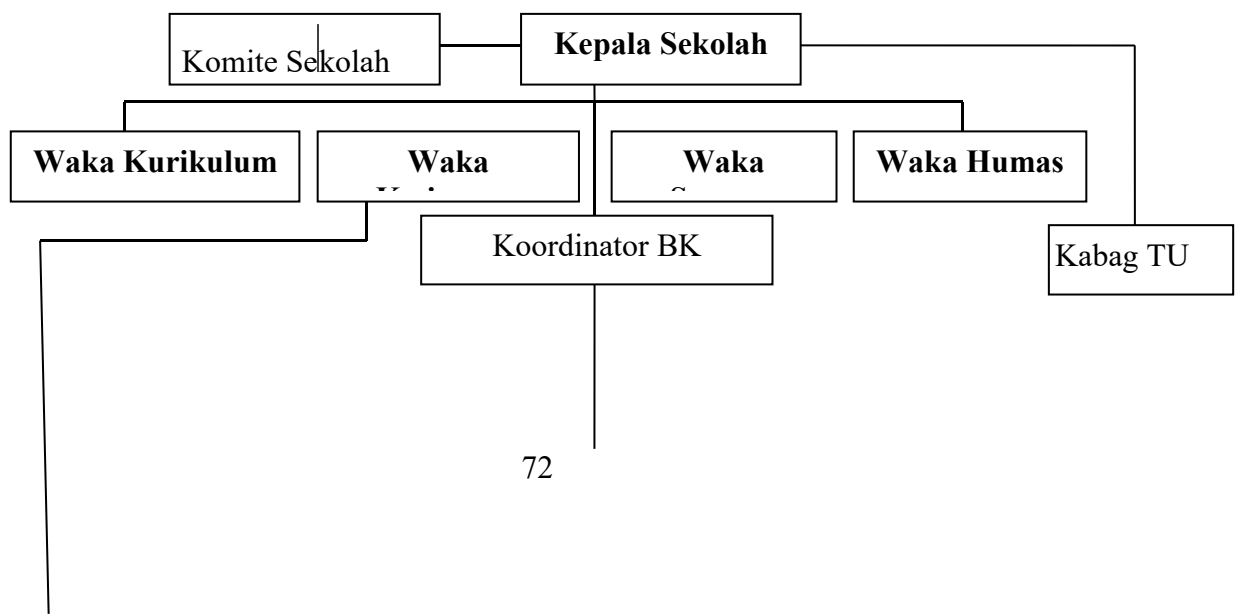 Kepala Sekolah
Komite Sekolah
Waka Kurikulum
Waka
Waka
Waka Humas
Koordinator BK
Kabag TU
72